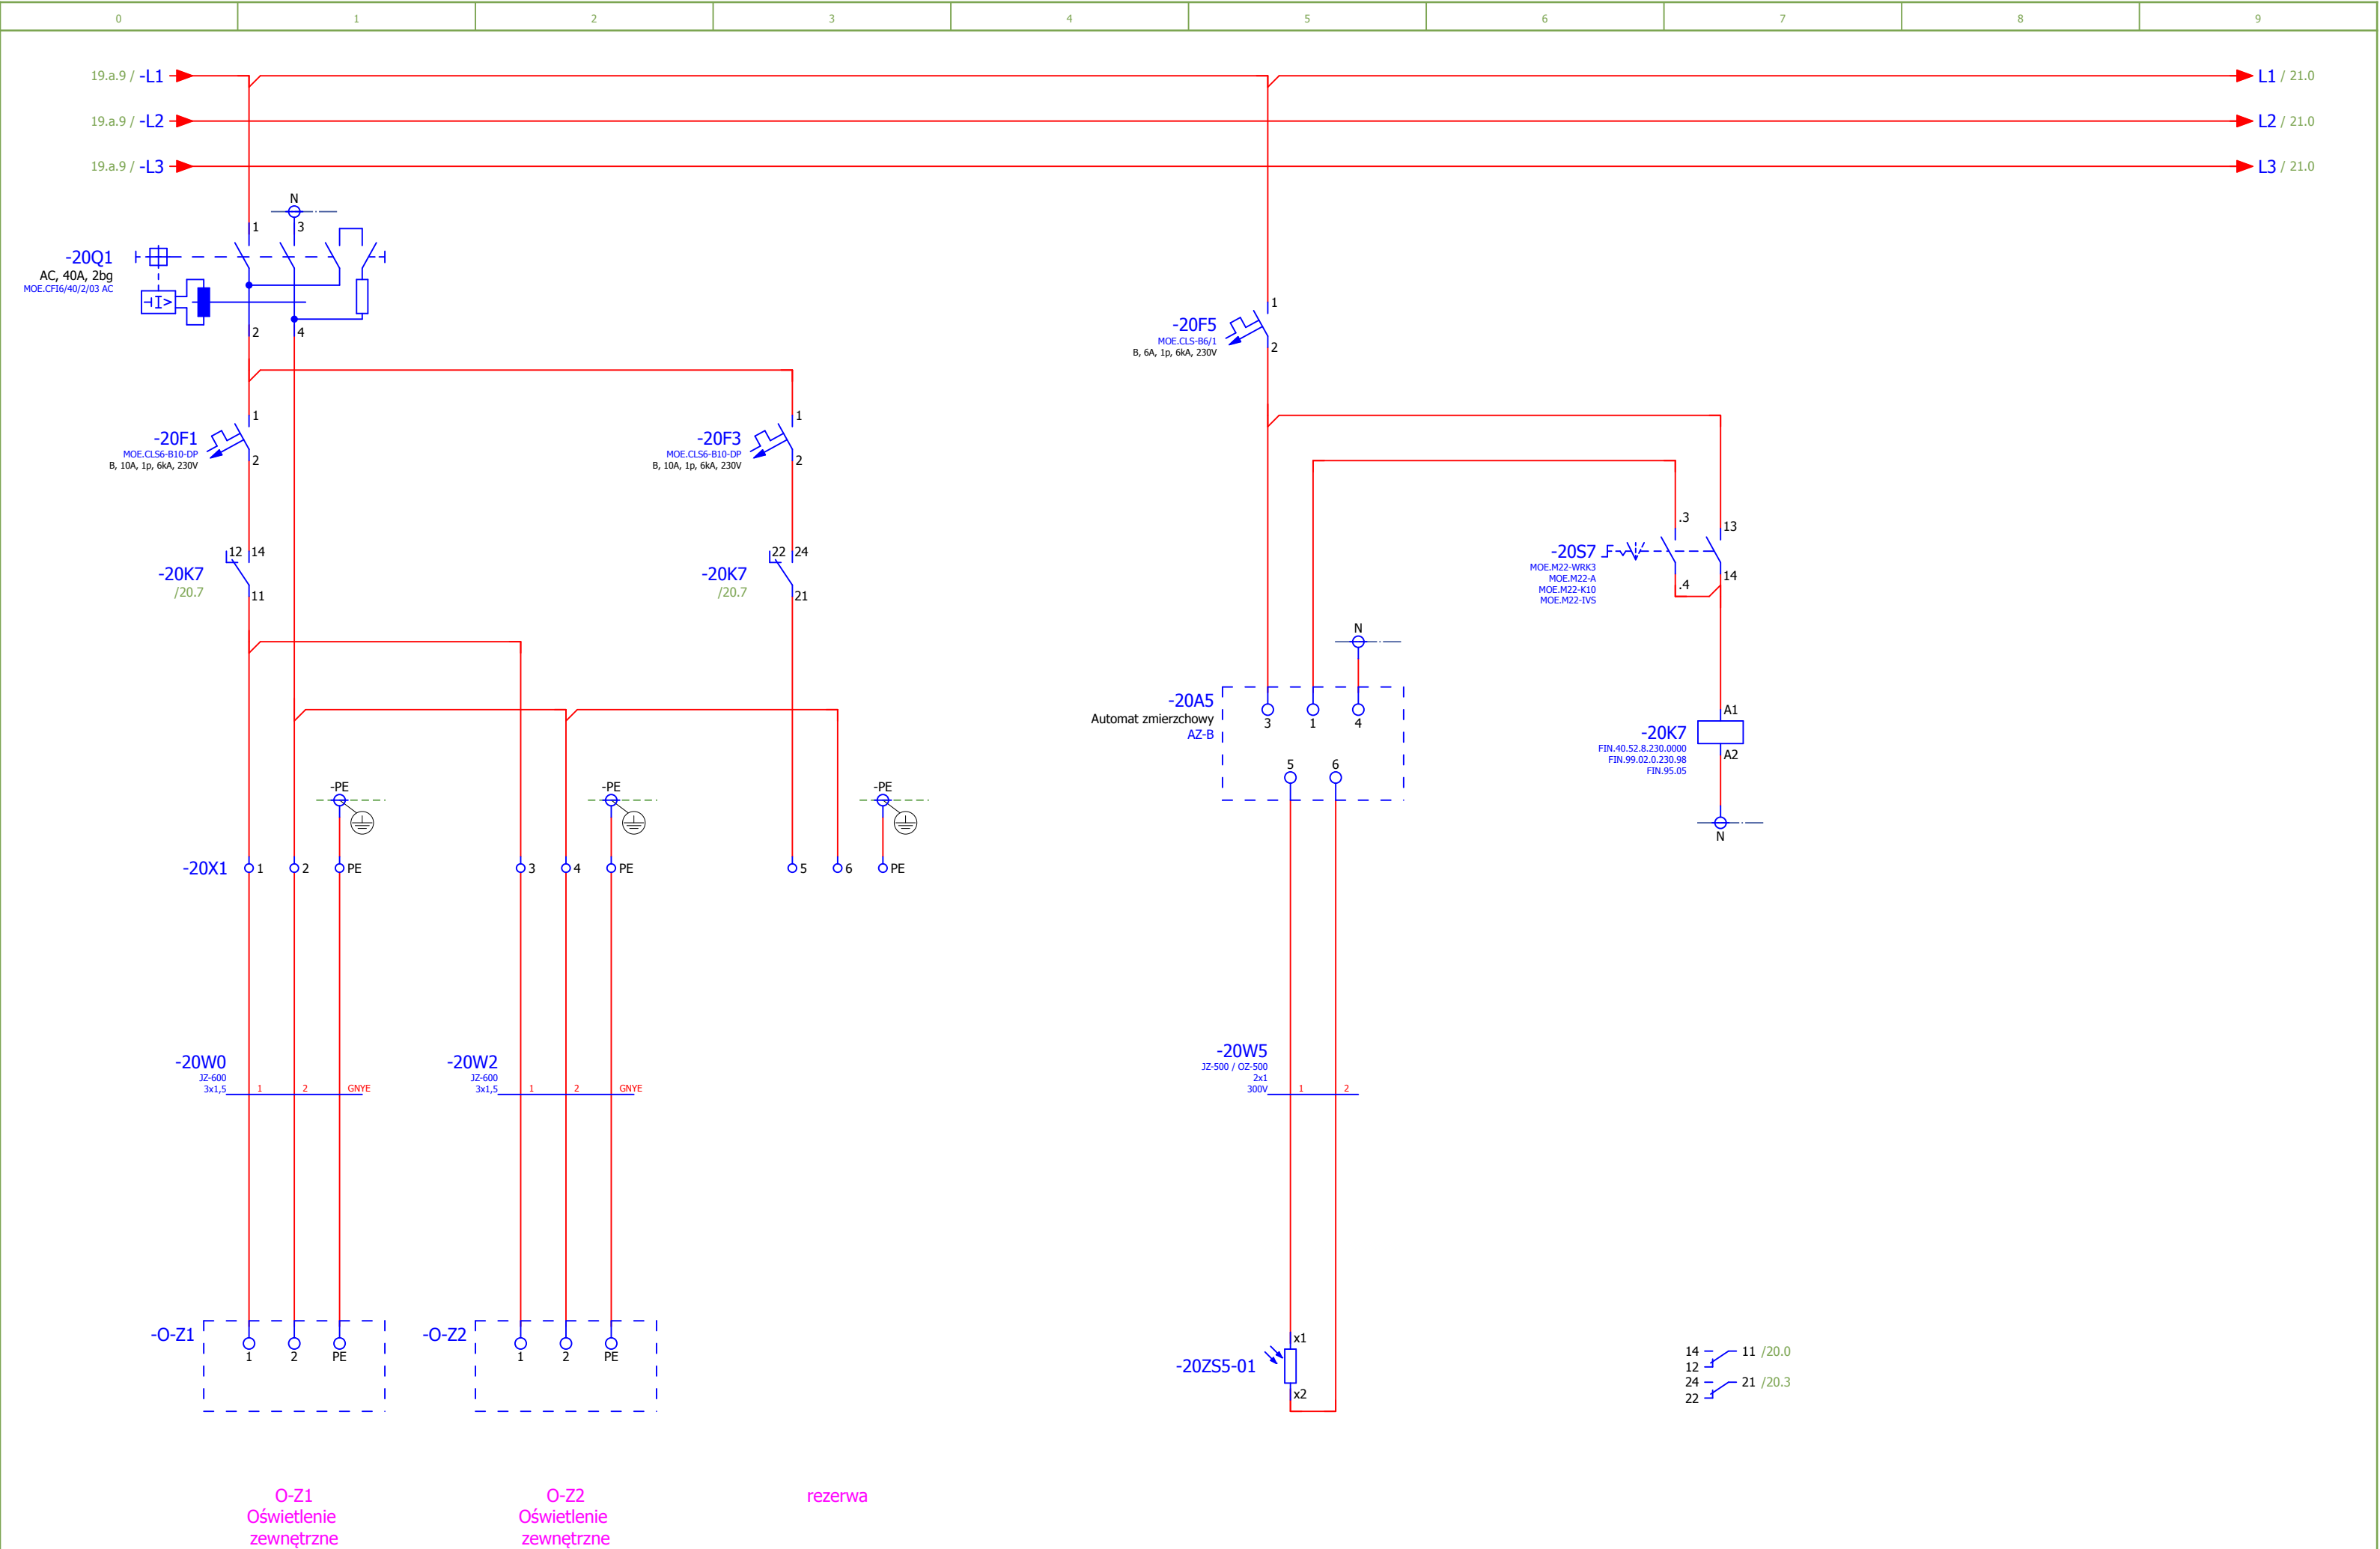 0 1 2 3 4 5 6 7 8 9
19.a.9 / -L1 L1 / 21.0
19.a.9 / -L2 L2 / 21.0
19.a.9 / -L3 L3 / 21.0
N
1 3
-20Q1
AC, 40A, 2bg
MOE.CFI6/40/2/03 AC
-I>
2 4
1
-20F5
MOE.CLS-B6/1
B, 6A, 1p, 6kA, 230V
2
1
-20F1
MOE.CLS6-B10-DP
B, 10A, 1p, 6kA, 230V
2
1
-20F3
MOE.CLS6-B10-DP
B, 10A, 1p, 6kA, 230V
2
12 14
-20K7
/20.7
11
22 24
-20K7
/20.7
21
.3 13
-20S7
MOE.M22-WRK3
MOE.M22-A
MOE.M22-K10
MOE.M22-IVS
.4 14
N
-20A5
Automat zmierzchowy
AZ-B
3 1 4
5 6
A1
-20K7
FIN.40.52.8.230.0000
FIN.99.02.0.230.98
FIN.95.05
A2
N
-PE -PE -PE
-20X1 1 2 PE 3 4 PE 5 6 PE
-20W0
JZ-600
3x1,5 1 2 GNYE
-20W2
JZ-600
3x1,5 1 2 GNYE
-20W5
JZ-500 / OZ-500
2x1
300V 1 2
-O-Z1
1 2 PE
-O-Z2
1 2 PE
x1
-20ZS5-01
x2
14 11 /20.0
12
24 21 /20.3
22
O-Z1
Oświetlenie
zewnętrzne
O-Z2
Oświetlenie
zewnętrzne
rezerwa